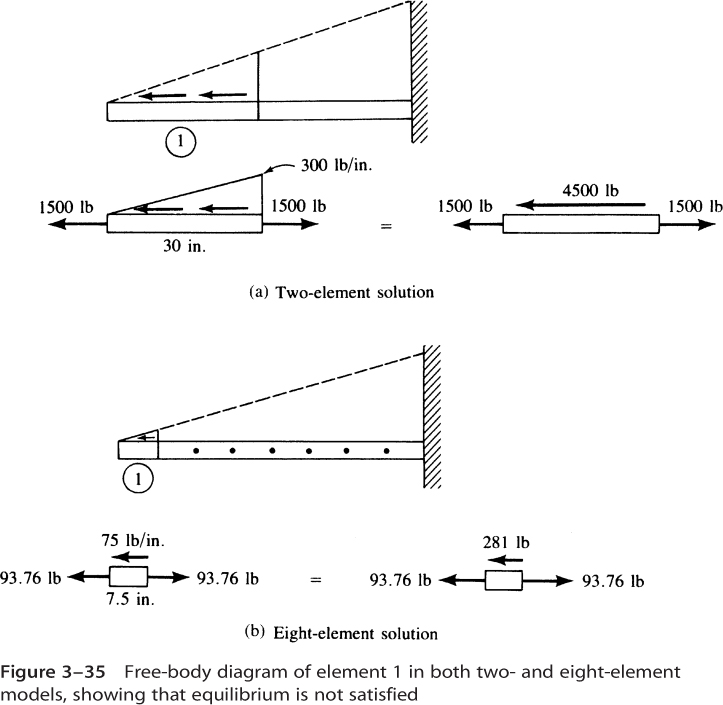 1
300 lb/in.
1500 lb 1500 lb = 1500 lb 4500 lb 1500 lb
30 in.
(a) Two-element solution
1
75 lb/in. 281 lb
93.76 lb 93.76 lb = 93.76 lb 93.76 lb
7.5 in.
(b) Eight-element solution
Figure 3–35 Free-body diagram of element 1 in both two- and eight-element
models, showing that equilibrium is not satisfied